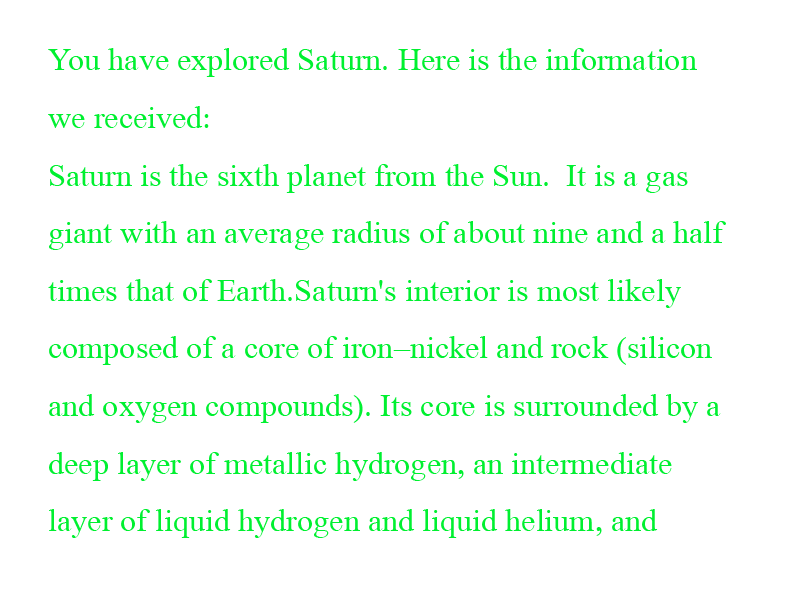 You have explored Saturn. Here is the information
we received:
Saturn is the sixth planet from the Sun.  It is a gas
giant with an average radius of about nine and a half
times that of Earth.Saturn's interior is most likely
composed of a core of iron–nickel and rock (silicon
and oxygen compounds). Its core is surrounded by a
deep layer of metallic hydrogen, an intermediate
layer of liquid hydrogen and liquid helium, and